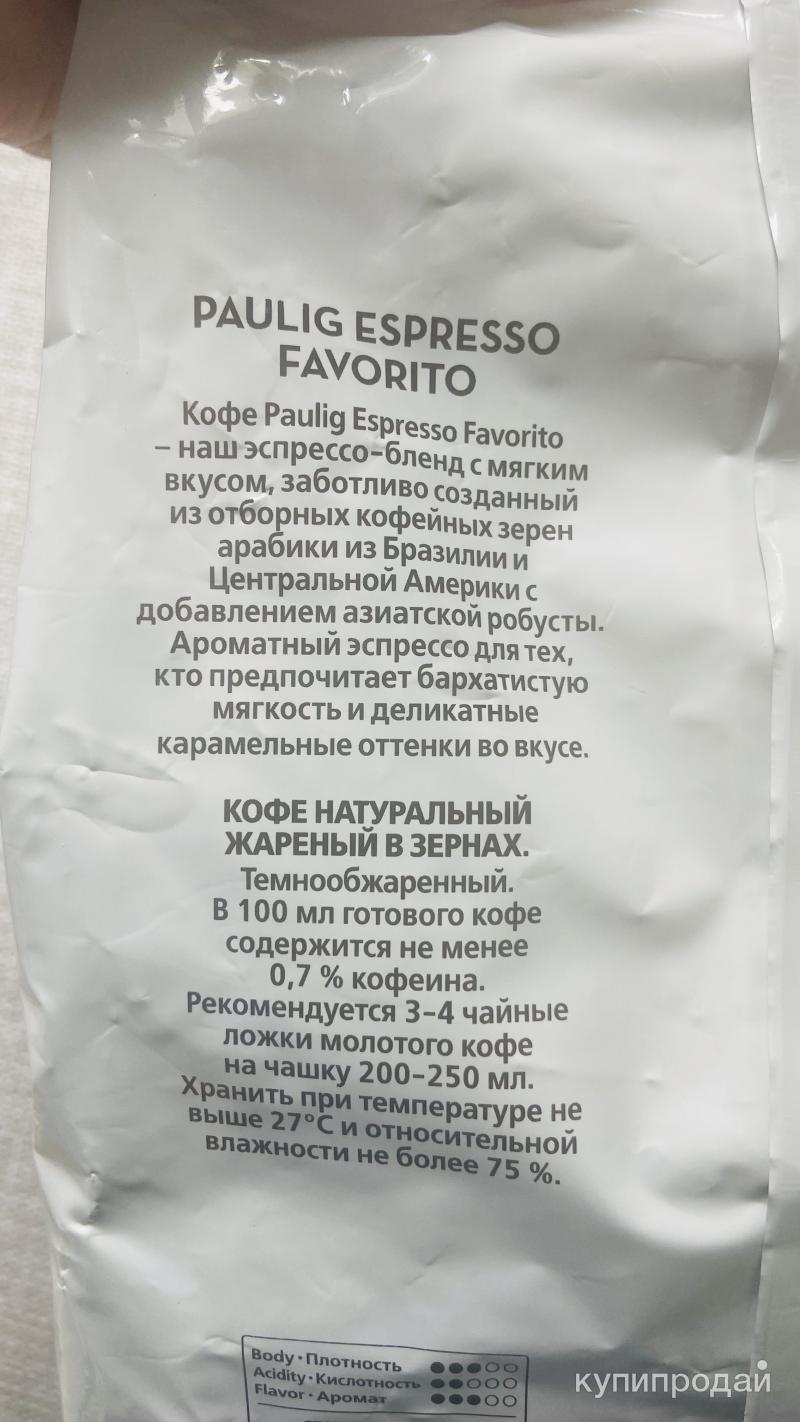 PAULIG ESPRESSO
FAVORITO
Кофе Paulig Espresso Favorito
– наш эспрессо-бленд с мягким
вкусом, заботливо созданный
из отборных кофейных зерен
арабики из Бразилии и
Центральной Америки с
добавлением азиатской робусты.
Ароматный эспрессо для тех,
кто предпочитает бархатистую
мягкость и деликатные
карамельные оттенки во вкусе.
КОФЕ НАТУРАЛЬНЫЙ
ЖАРЕНЫЙ В ЗЕРНАХ.
Темнообжаренный.
В 100 мл готового кофе
содержится не менее
0,7 % кофеина.
Рекомендуется 3-4 чайные
ложки молотого кофе
на чашку 200-250 мл.
Хранить при температуре не
выше 27°С и относительной
влажности не более 75 %.
Body · Плотность
Acidity · Кислотность
Flavor · Аромат
купипродай